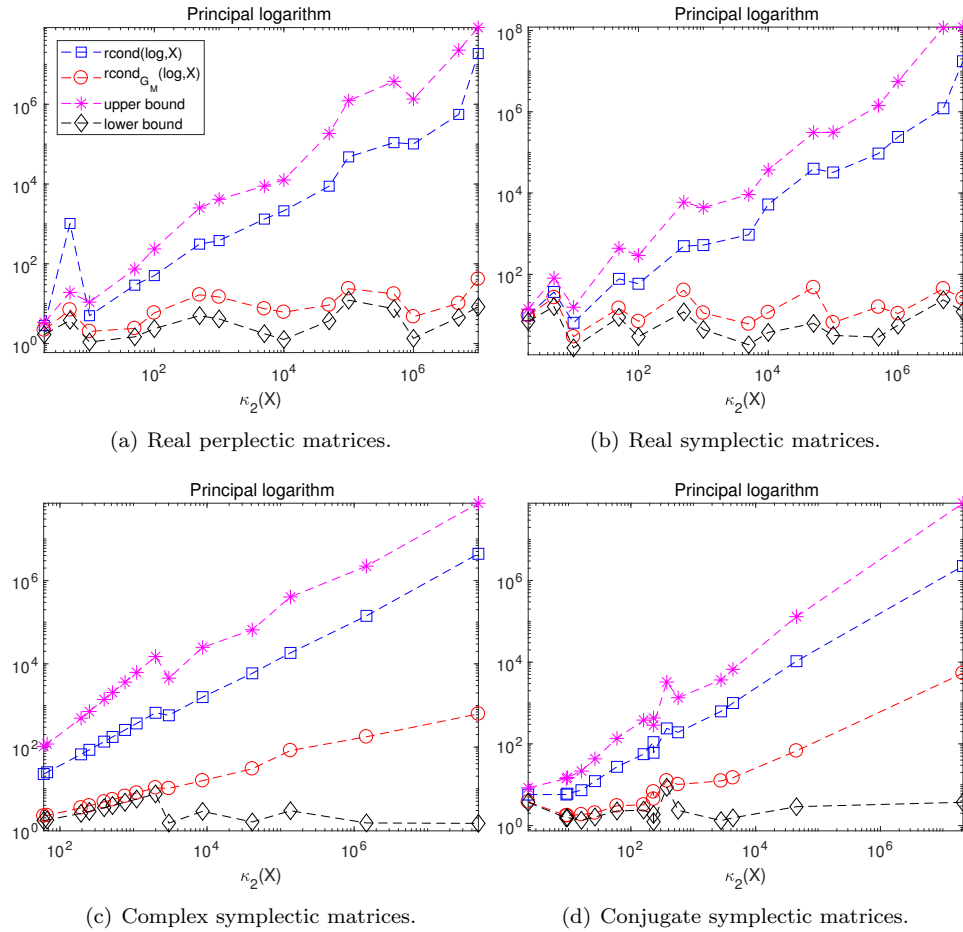 Principal logarithm
rcond(log,X)
rcond_{G_M}(log,X)
upper bound
lower bound
10^6
10^4
10^2
10^0
10^2
10^4
10^6
κ_2(X)
(a) Real perplectic matrices.
Principal logarithm
10^8
10^6
10^4
10^2
10^2
10^4
10^6
κ_2(X)
(b) Real symplectic matrices.
Principal logarithm
10^6
10^4
10^2
10^0
10^2
10^4
10^6
κ_2(X)
(c) Complex symplectic matrices.
Principal logarithm
10^6
10^4
10^2
10^0
10^2
10^4
10^6
κ_2(X)
(d) Conjugate symplectic matrices.